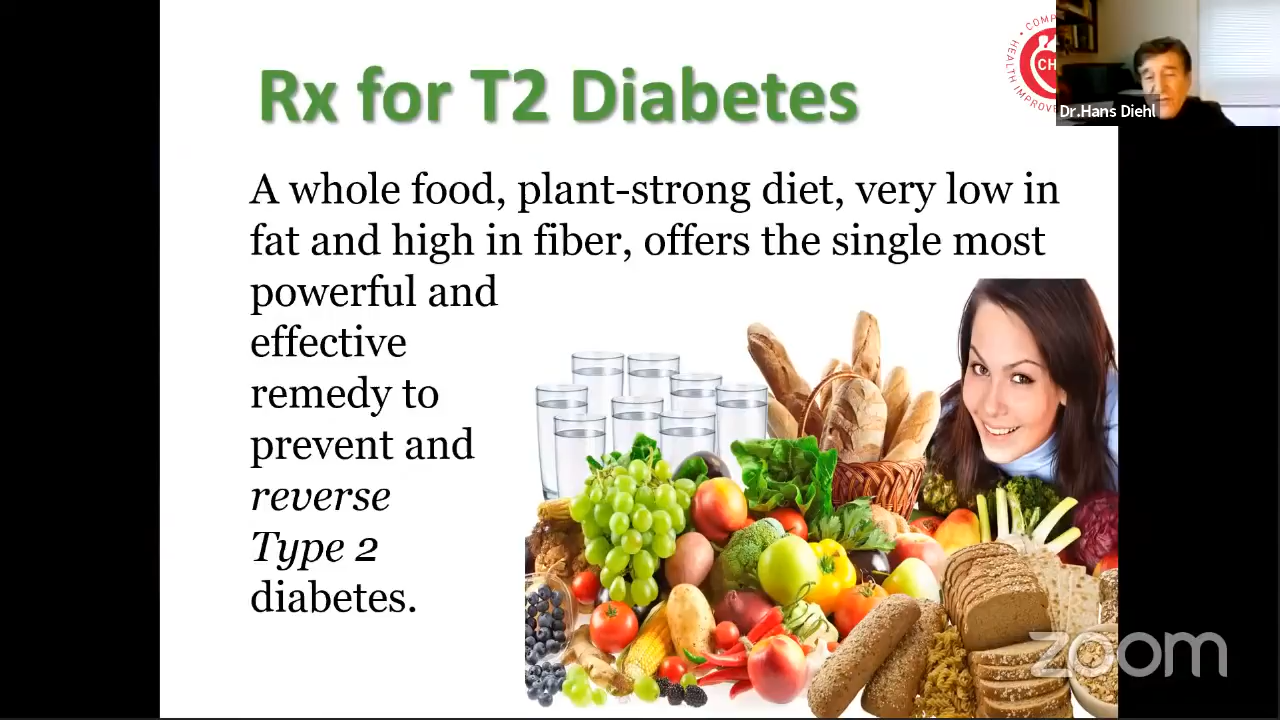 Rx for T2 Diabetes
Dr.Hans Diehl
A whole food, plant-strong diet, very low in
fat and high in fiber, offers the single most
powerful and
effective
remedy to
prevent and
reverse
Type 2
diabetes.
zoom